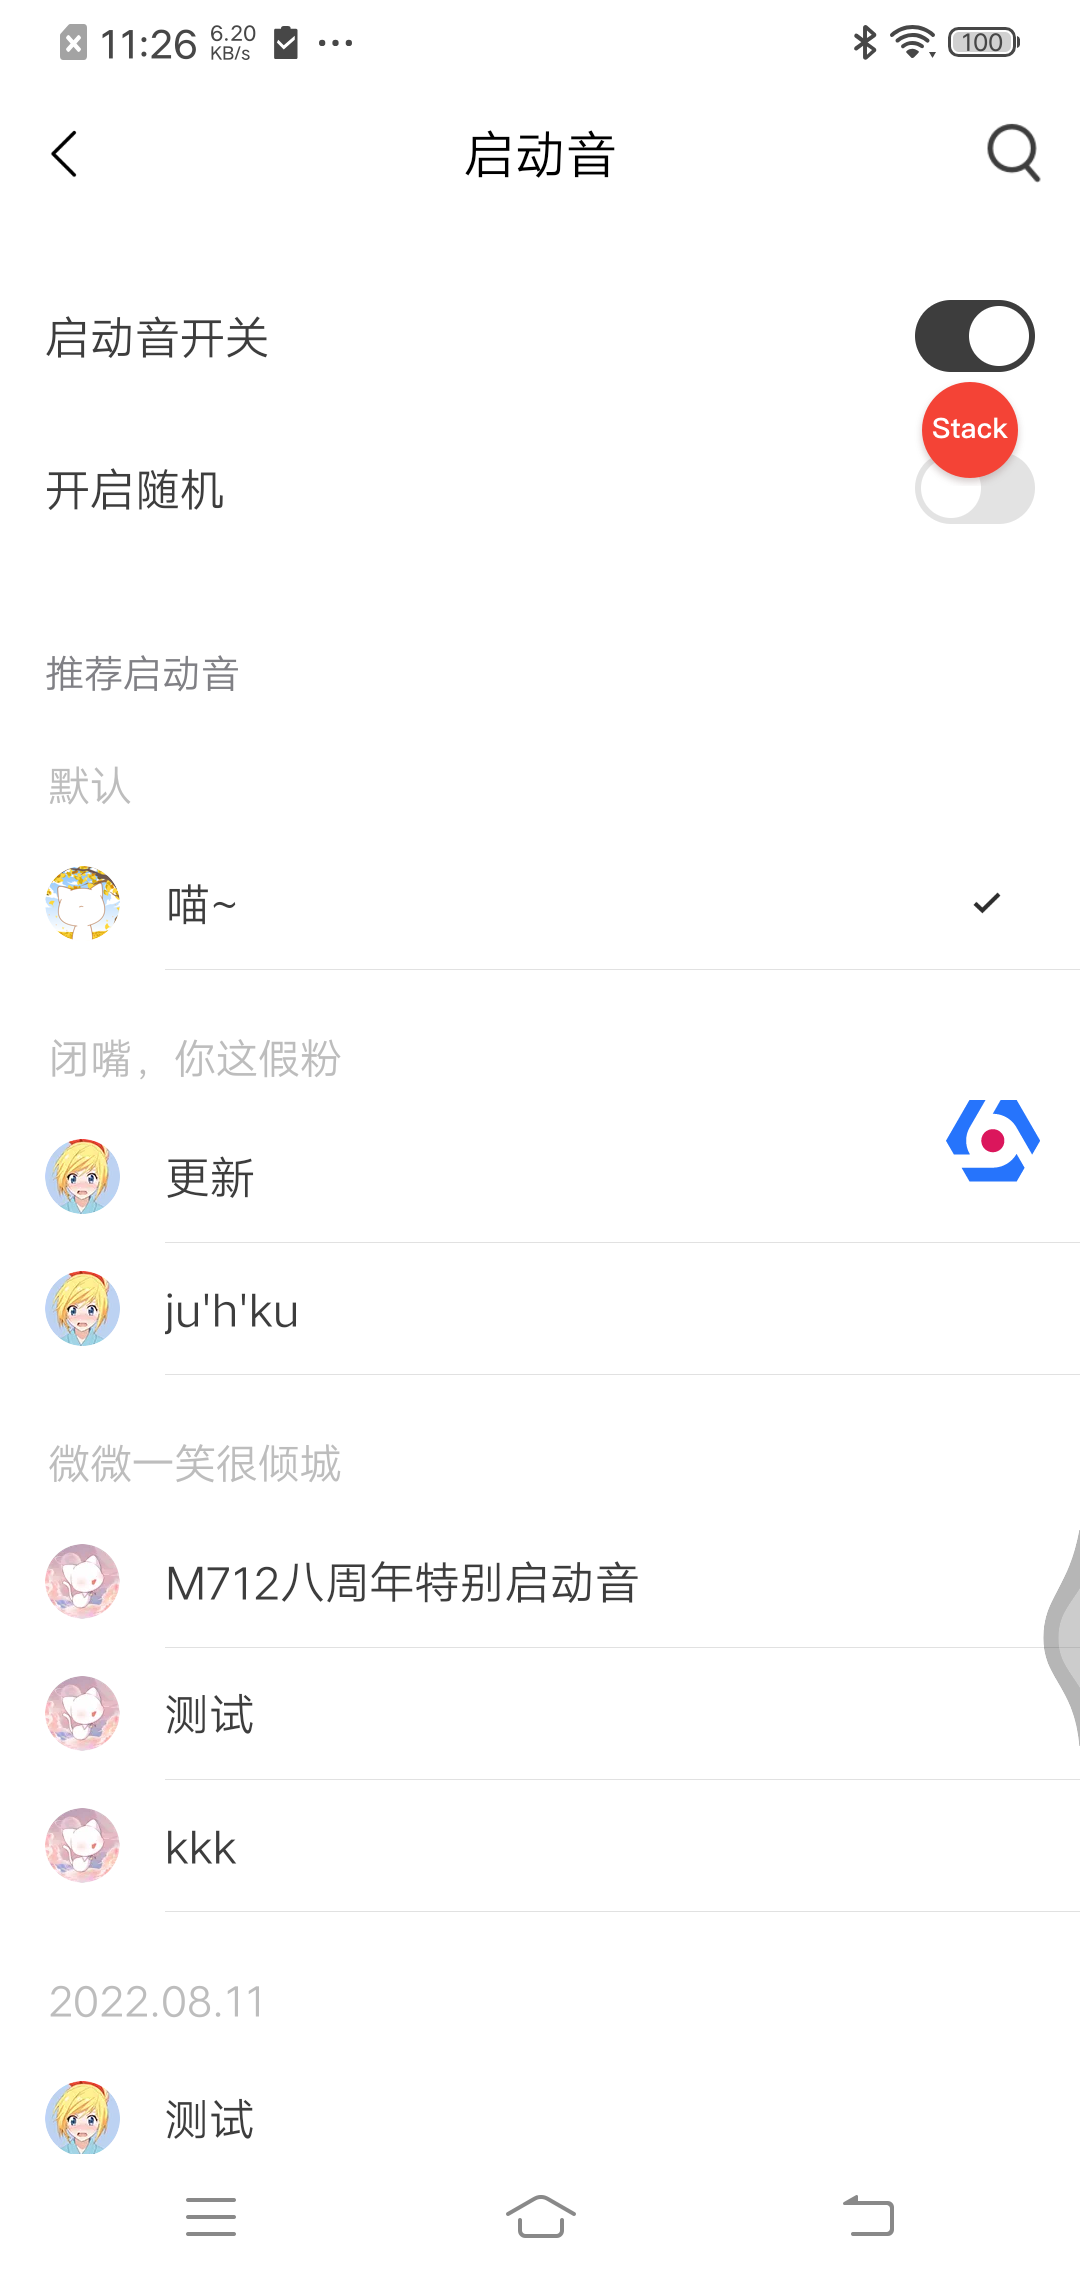 11:26
6.20
KB/s
100
启动音
启动音开关
Stack
开启随机
推荐启动音
默认
喵~
闭嘴，你这假粉
更新
ju'h'ku
微微一笑很倾城
M712八周年特别启动音
测试
kkk
2022.08.11
测试